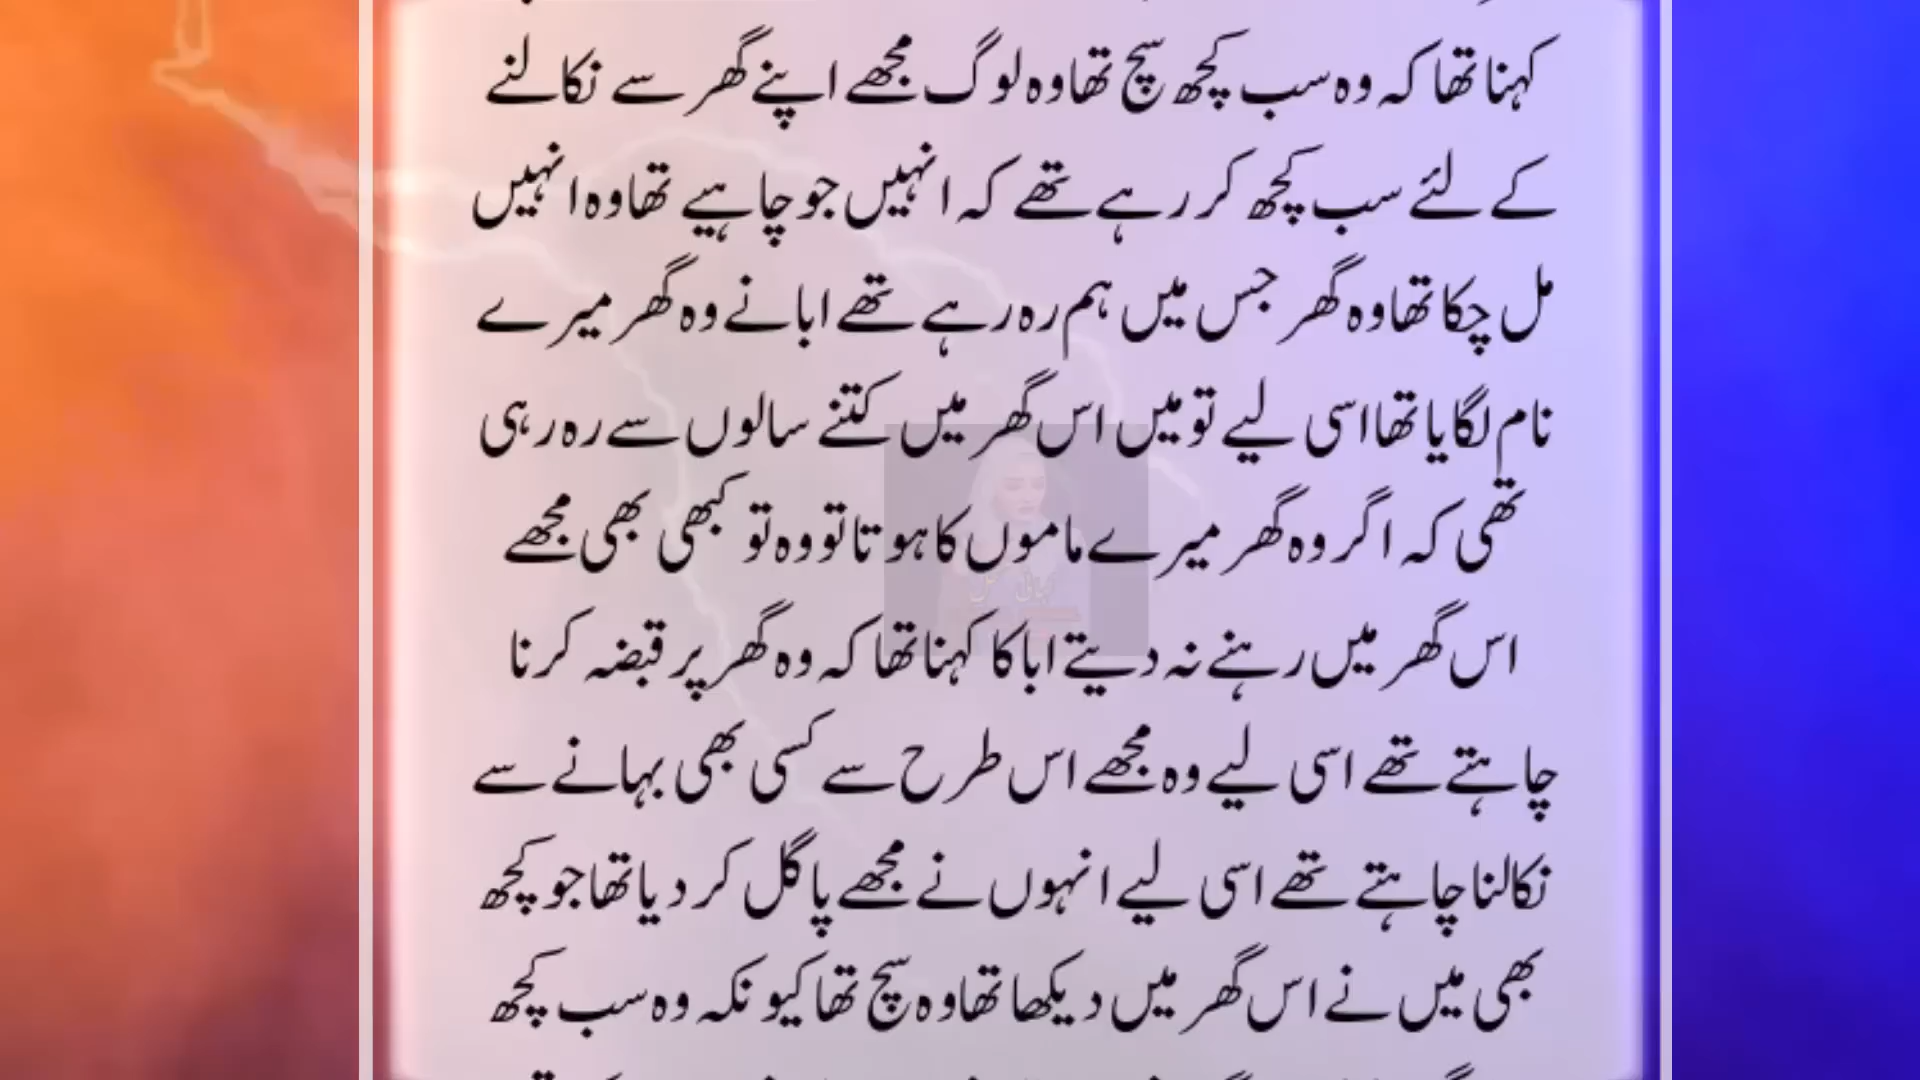 کہنا تھا کہ وہ سب کچھ سچ تھا وہ لوگ مجھے اپنے گھر سے نکالنے
کے لئے سب کچھ کر رہے تھے کہ انہیں جو چاہیے تھا وہ انہیں
مل چکا تھا وہ گھر جس میں ہم رہ رہے تھے ابا نے وہ گھر میرے
نام لگایا تھا اسی لیے تو میں اس گھر میں کتنے سالوں سے رہ رہی
تھی کہ اگر وہ گھر میرے ماموں کا ہوتا تو وہ تو کبھی بھی مجھے
اس گھر میں رہنے نہ دیتے ابا کا کہنا تھا کہ وہ گھر پر قبضہ کرنا
چاہتے تھے اسی لیے وہ مجھے اس طرح سے کسی بھی بہانے سے
نکالنا چاہتے تھے اسی لیے انہوں نے مجھے پاگل کر دیا تھا جو کچھ
بھی میں نے اس گھر میں دیکھا تھا وہ سچ تھا کیونکہ وہ سب کچھ